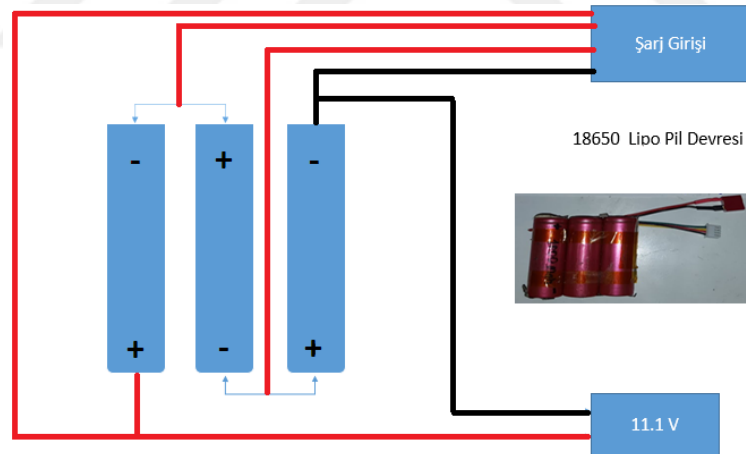 Şarj Girişi
- + -
18650 Lipo Pil Devresi
+ - +
11.1 V